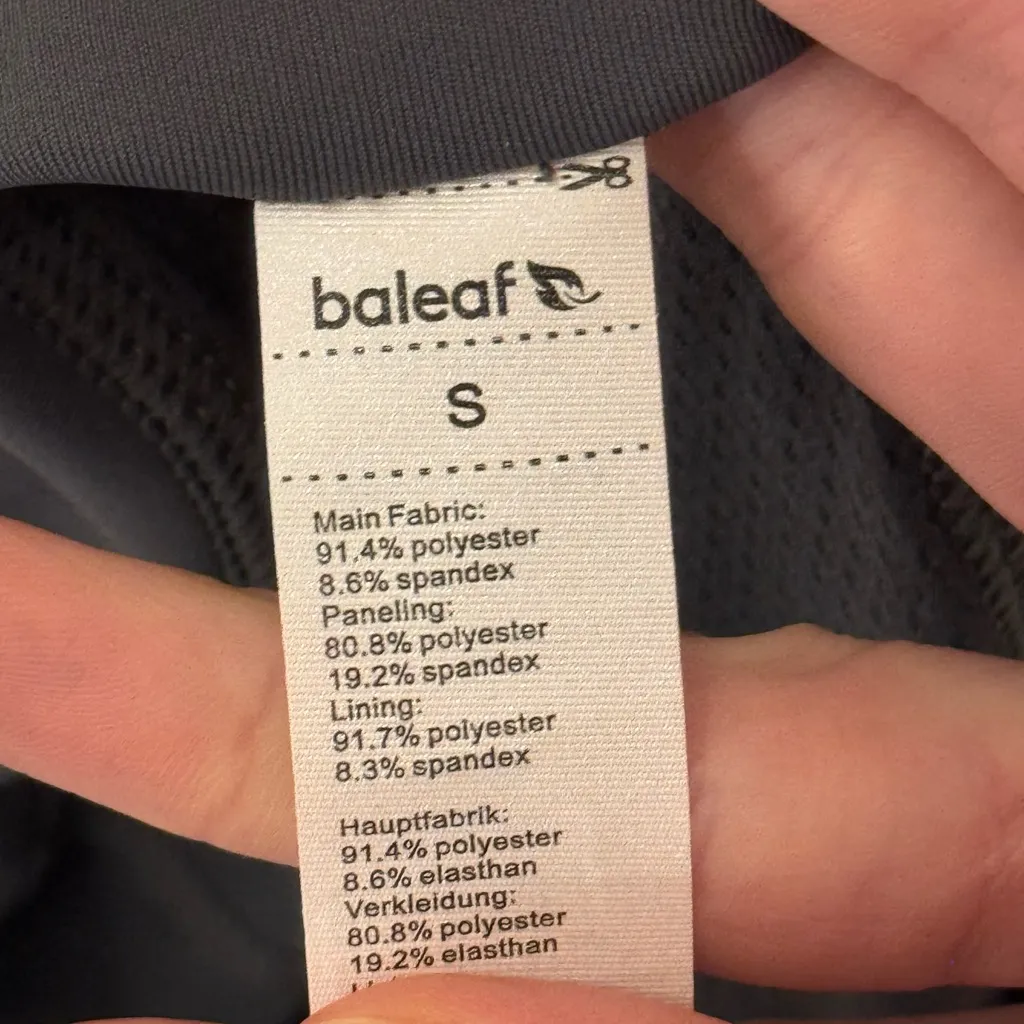 baleaf
S
Main Fabric:
91.4% polyester
8.6% spandex
Paneling:
80.8% polyester
19.2% spandex
Lining:
91.7% polyester
8.3% spandex
Hauptfabrik:
91.4% polyester
8.6% elasthan
Verkleidung:
80.8% polyester
19.2% elasthan